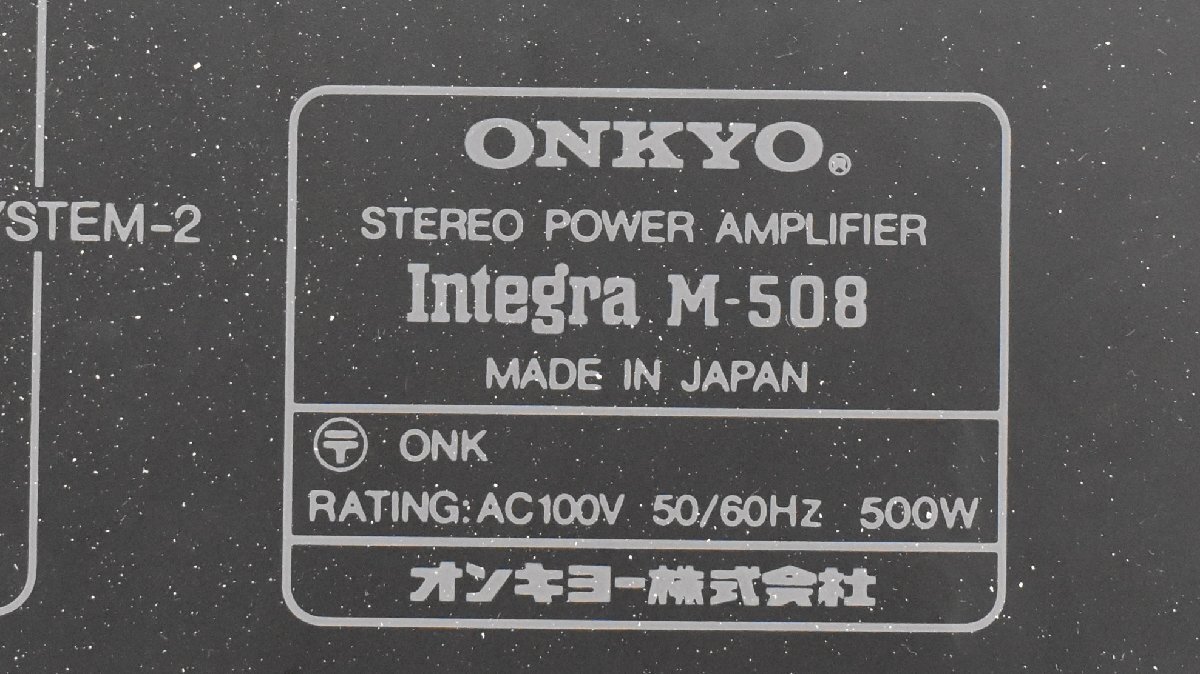 ONKYO®
STEREO POWER AMPLIFIER
Integra M-508
MADE IN JAPAN
〶 ONK
RATING: AC100V 50/60Hz 500W
オンキヨー株式会社
YSTEM-2